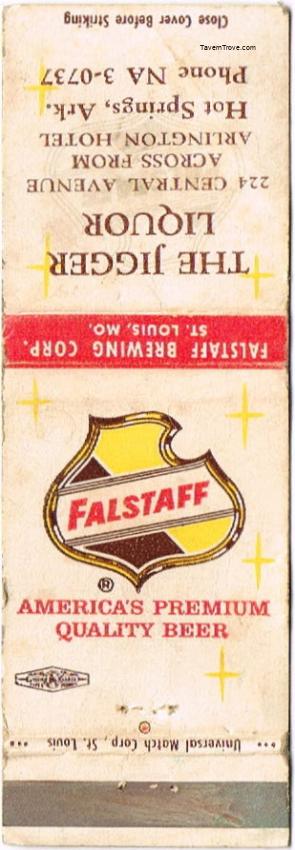 TavernTrove.com
Close Cover Before Striking
THE JIGGER
LIQUOR
224 CENTRAL AVENUE
ACROSS FROM
ARLINGTON HOTEL
Hot Springs, Ark.
Phone NA 3-0737
FALSTAFF BREWING CORP.
ST. LOUIS, MO.
FALSTAFF
®
AMERICA'S PREMIUM
QUALITY BEER
Universal Match Corp., St. Louis